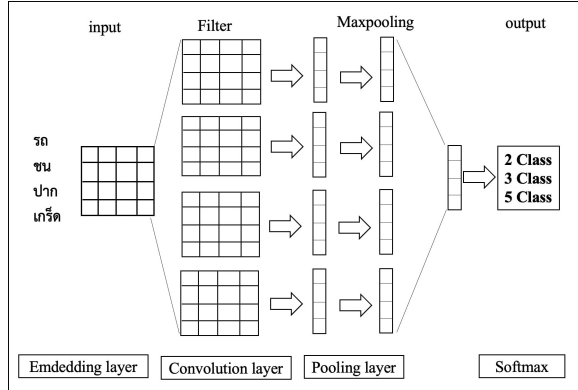 input
Filter
Maxpooling
output
รถ
ชน
ปาก
เกร็ด
2 Class
3 Class
5 Class
Emdedding layer
Convolution layer
Pooling layer
Softmax